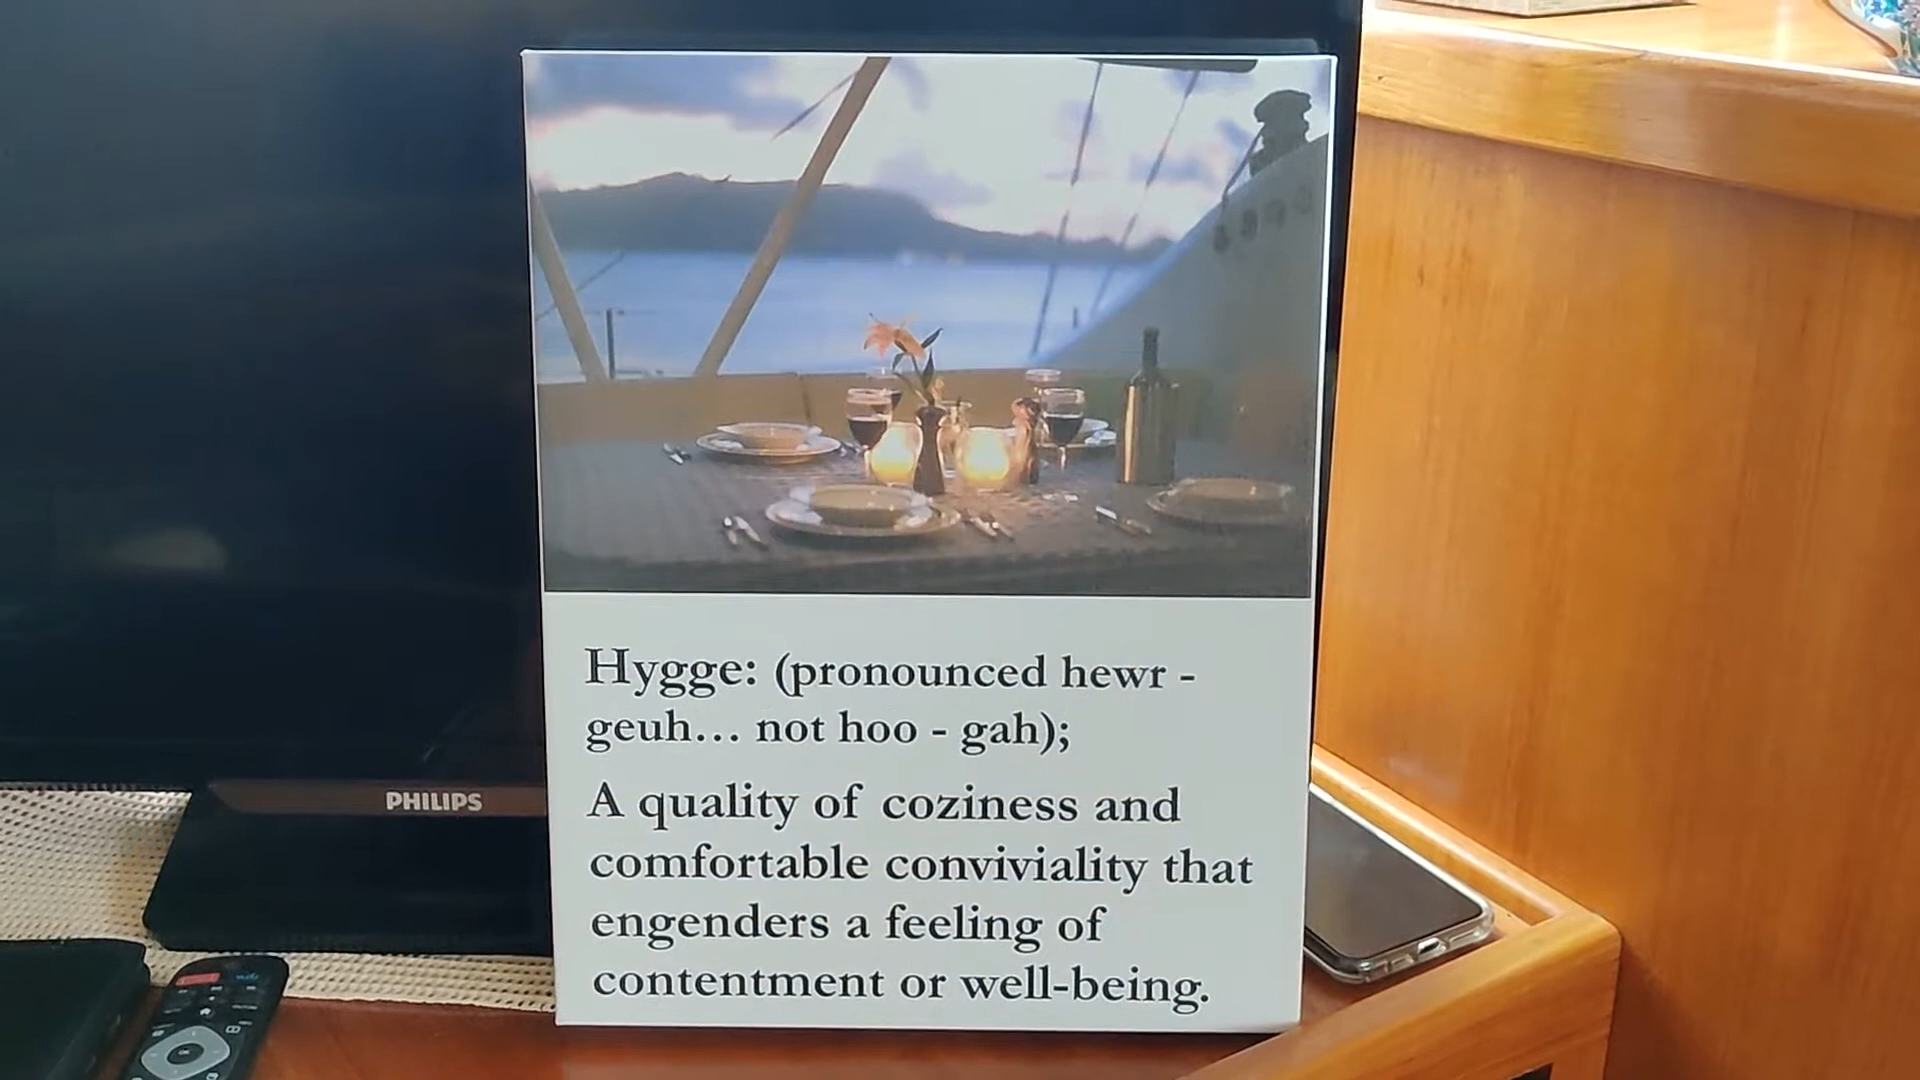 Hygge: (pronounced hewr -
geuh... not hoo - gah);
A quality of coziness and
comfortable conviviality that
engenders a feeling of
contentment or well-being.
PHILIPS